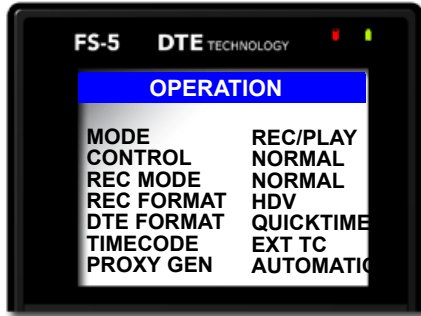 FS-5 DTE TECHNOLOGY
OPERATION
MODE REC/PLAY
CONTROL NORMAL
REC MODE NORMAL
REC FORMAT HDV
DTE FORMAT QUICKTIME
TIMECODE EXT TC
PROXY GEN AUTOMATIC